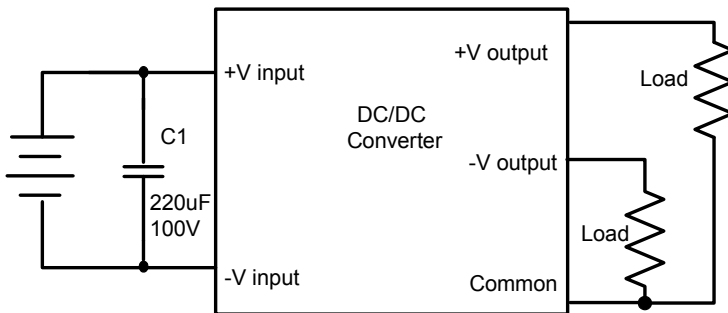 +V input
+V output
Load
C1
DC/DC
Converter
-V output
220uF
100V
Load
-V input
Common